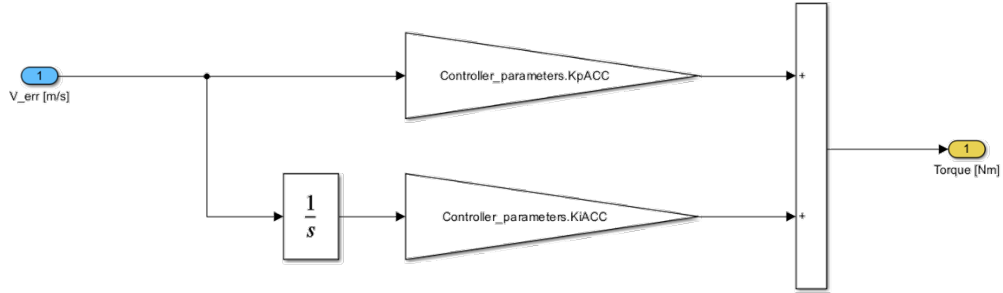 1
V_err [m/s]
Controller_parameters.KpACC
+
1
s
Controller_parameters.KiACC
+
1
Torque [Nm]